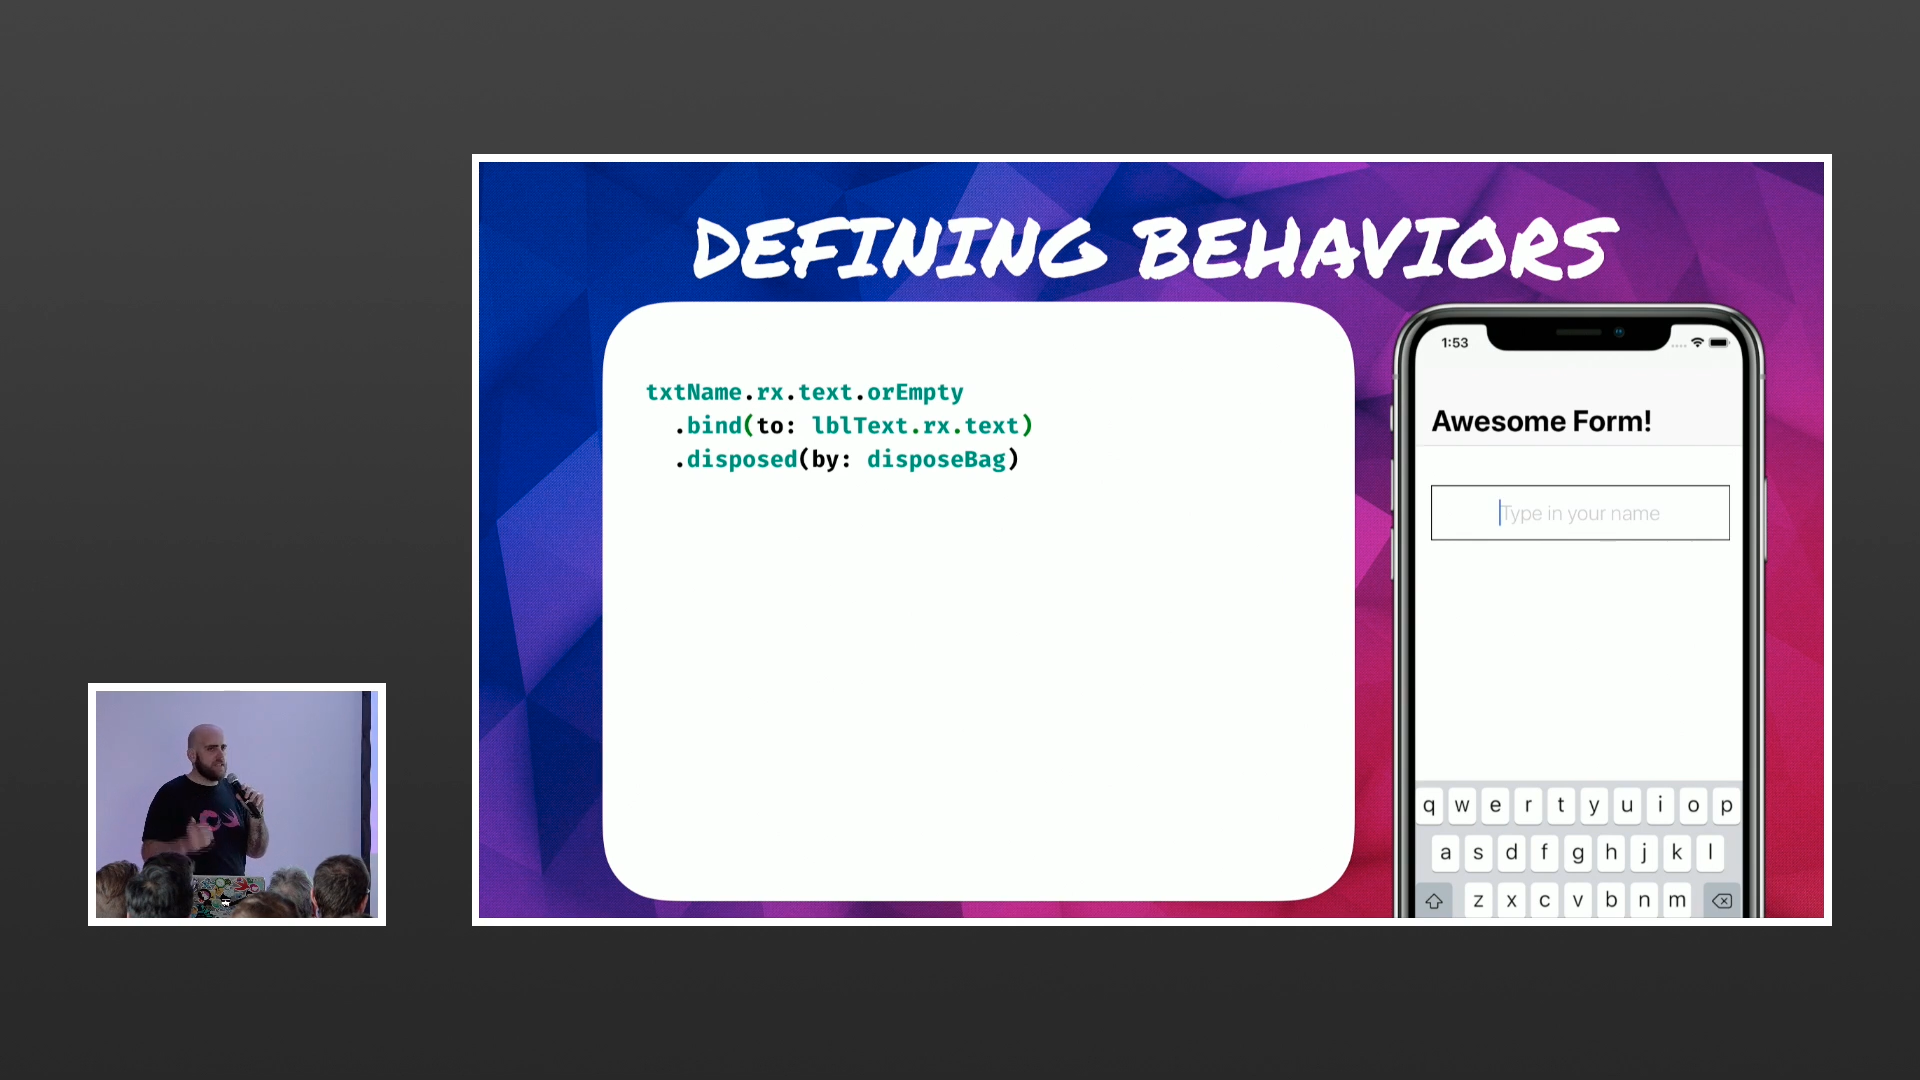 DEFINING BEHAVIORS
txtName.rx.text.orEmpty
.bind(to: lblText.rx.text)
.disposed(by: disposeBag)
1:53
Awesome Form!
Type in your name
q w e r t y u i o p
a s d f g h j k l
z x c v b n m